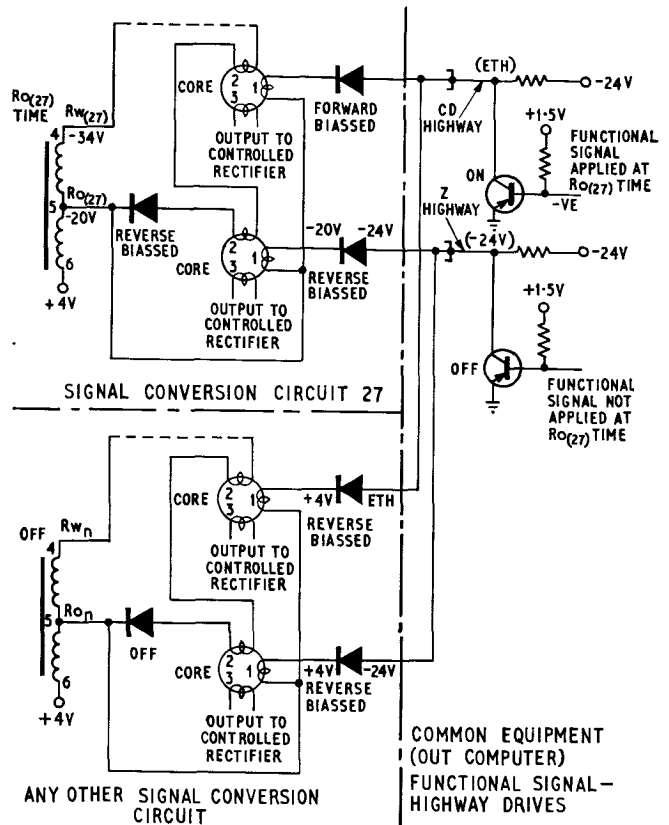 Ro(27)
TIME
Rw(27)
4 -34V
5 Ro(27)
-20V
6
+4V
REVERSE
BIASSED
CORE
2 1
3
OUTPUT TO
CONTROLLED
RECTIFIER
FORWARD
BIASSED
CORE
2 1
3
OUTPUT TO
CONTROLLED
RECTIFIER
-20V -24V
REVERSE
BIASSED
SIGNAL CONVERSION CIRCUIT 27
(ETH)
CD
HIGHWAY
-24V
+1·5V
FUNCTIONAL
SIGNAL
APPLIED AT
Ro(27) TIME
ON
-VE
Z
HIGHWAY
(-24V)
-24V
+1·5V
OFF
FUNCTIONAL
SIGNAL NOT
APPLIED AT
Ro(27) TIME
OFF
4 Rwn
5 Ron
6
+4V
OFF
CORE
2 1
3
OUTPUT TO
CONTROLLED
RECTIFIER
+4V ETH
REVERSE
BIASSED
CORE
2 1
3
OUTPUT TO
CONTROLLED
RECTIFIER
+4V -24V
REVERSE
BIASSED
ANY OTHER SIGNAL CONVERSION
CIRCUIT
COMMON EQUIPMENT
(OUT COMPUTER)
FUNCTIONAL SIGNAL—
HIGHWAY DRIVES